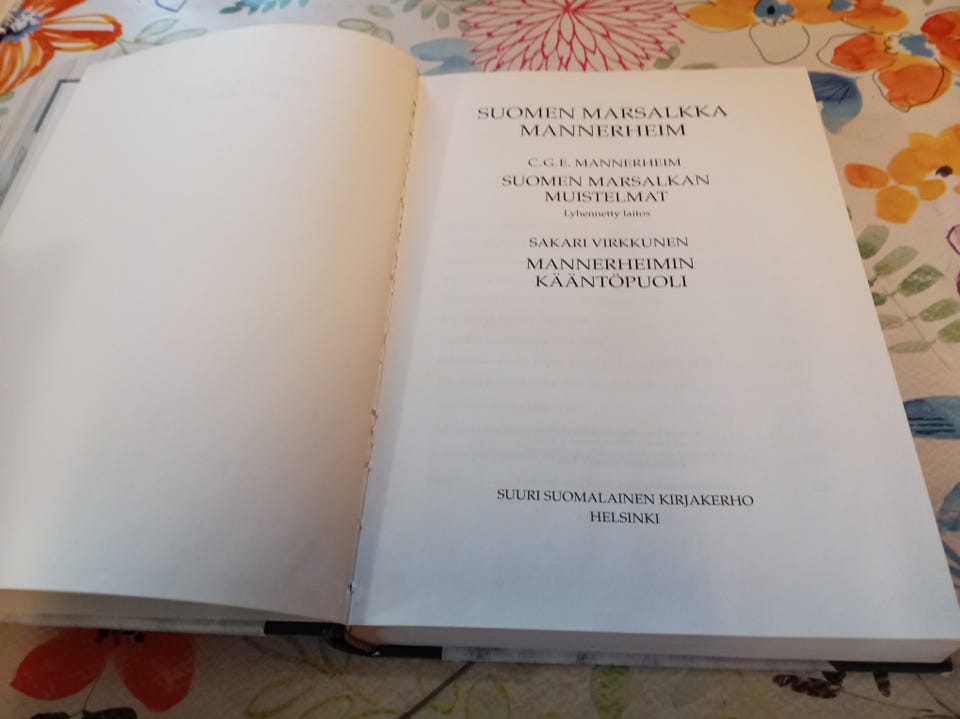 SUOMEN MARSALKKA
MANNERHEIM
C.G.E. MANNERHEIM
SUOMEN MARSALKAN
MUISTELMAT
Lyhennetty laitos
SAKARI VIRKKUNEN
MANNERHEIMIN
KÄÄNTÖPUOLI
SUURI SUOMALAINEN KIRJAKERHO
HELSINKI